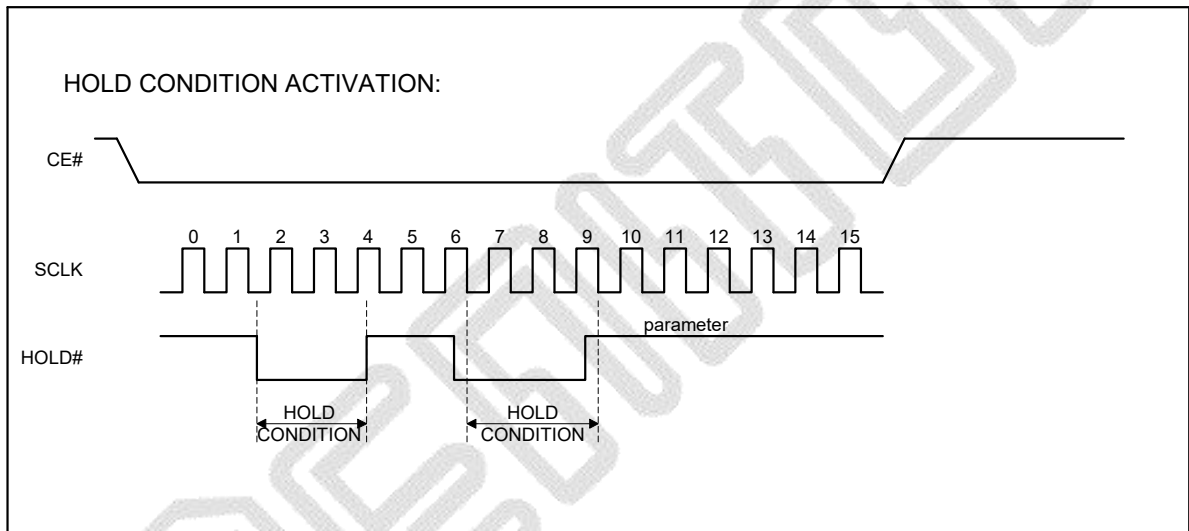 HOLD CONDITION ACTIVATION:
CE#
0 1 2 3 4 5 6 7 8 9 10 11 12 13 14 15
SCLK
parameter
HOLD#
HOLD
CONDITION
HOLD
CONDITION